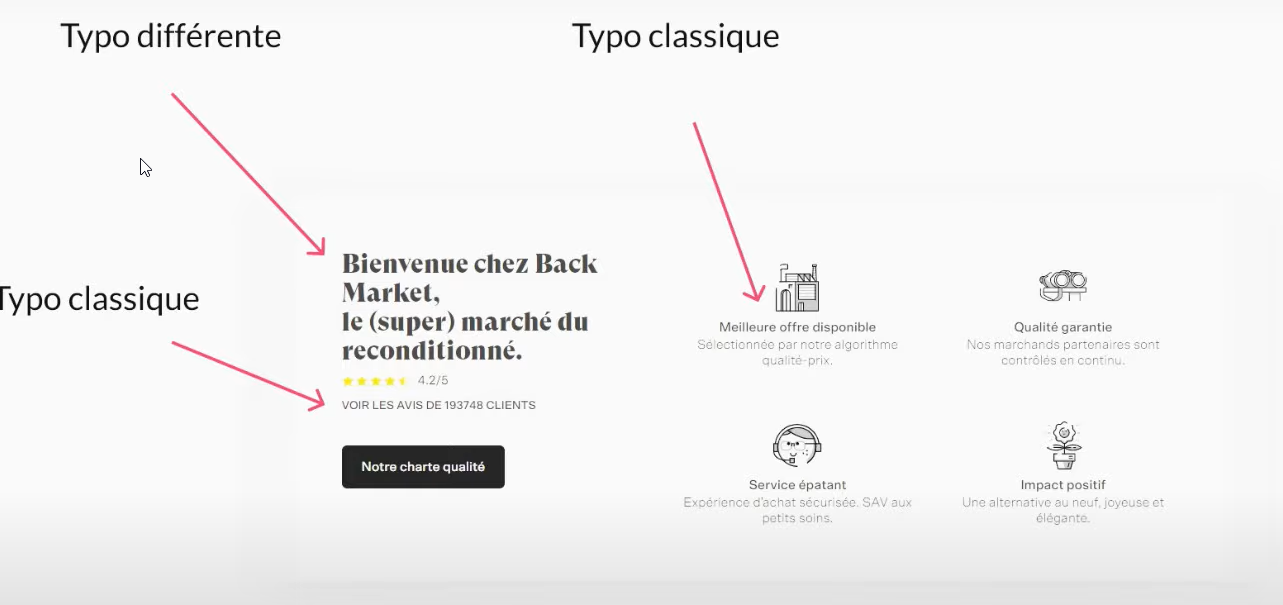 Typo différente
Typo classique
Typo classique
Bienvenue chez Back
Market,
le (super) marché du
reconditionné.
4.2/5
VOIR LES AVIS DE 193748 CLIENTS
Notre charte qualité
Meilleure offre disponible
Sélectionnée par notre algorithme
qualité-prix.
Qualité garantie
Nos marchands partenaires sont
contrôlés en continu.
Service épatant
Expérience d'achat sécurisée. SAV aux
petits soins.
Impact positif
Une alternative au neuf, joyeuse et
élégante.